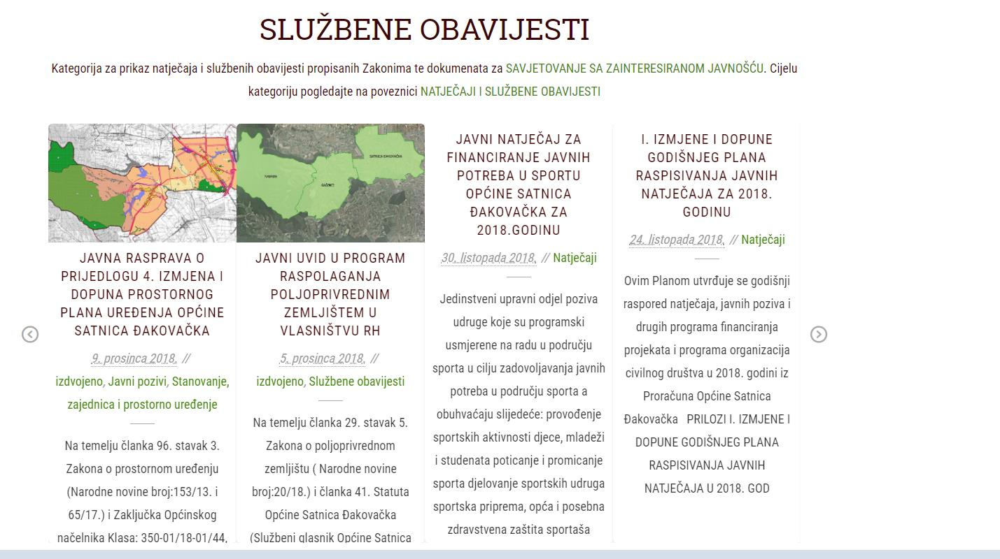 SLUŽBENE OBAVIJESTI
Kategorija za prikaz natječaja i službenih obavijesti propisanih Zakonima te dokumenata za SAVJETOVANJE SA ZAINTERESIRANOM JAVNOŠĆU. Cijelu
kategoriju pogledajte na poveznici NATJEČAJI I SLUŽBENE OBAVIJESTI
JAVNA RASPRAVA O
PRIJEDLOGU 4. IZMJENA I
DOPUNA PROSTORNOG
PLANA UREĐENJA OPĆINE
SATNICA ĐAKOVAČKA
9. prosinca 2018. //
izdvojeno, Javni pozivi, Stanovanje,
zajednica i prostorno uređenje
Na temelju članka 96. stavak 3.
Zakona o prostornom uređenju
(Narodne novine broj:153/13. i
65/17.) i Zaključka Općinskog
načelnika Klasa: 350-01/18-01/44,
SATNICA ĐAKOVAČKA
JAVNI UVID U PROGRAM
RASPOLAGANJA
POLJOPRIVREDNIM
ZEMLJIŠTEM U
VLASNIŠTVU RH
5. prosinca 2018. //
izdvojeno, Službene obavijesti
Na temelju članka 29. stavak 5.
Zakona o poljoprivrednom
zemljištu ( Narodne novine
broj:20/18.) i članka 41. Statuta
Općine Satnica Đakovačka
(Službeni glasnik Općine Satnica
JAVNI NATJEČAJ ZA
FINANCIRANJE JAVNIH
POTREBA U SPORTU
OPĆINE SATNICA
ĐAKOVAČKA ZA
2018.GODINU
30. listopada 2018. // Natječaji
Jedinstveni upravni odjel poziva
udruge koje su programski
usmjerene na radu u području
sporta u cilju zadovoljavanja javnih
potreba u području sporta a
obuhvaćaju slijedeće: provođenje
sportskih aktivnosti djece, mladeži
i studenata poticanje i promicanje
sporta djelovanje sportskih udruga
sportska priprema, opća i posebna
zdravstvena zaštita sportaša
I. IZMJENE I DOPUNE
GODIŠNJEG PLANA
RASPISIVANJA JAVNIH
NATJEČAJA ZA 2018.
GODINU
24. listopada 2018. // Natječaji
Ovim Planom utvrđuje se godišnji
raspored natječaja, javnih poziva i
drugih programa financiranja
projekata i programa organizacija
civilnog društva u 2018. godini iz
Proračuna Općine Satnica
Đakovačka PRILOZI I. IZMJENE I
DOPUNE GODIŠNJEG PLANA
RASPISIVANJA JAVNIH
NATJEČAJA U 2018. GOD